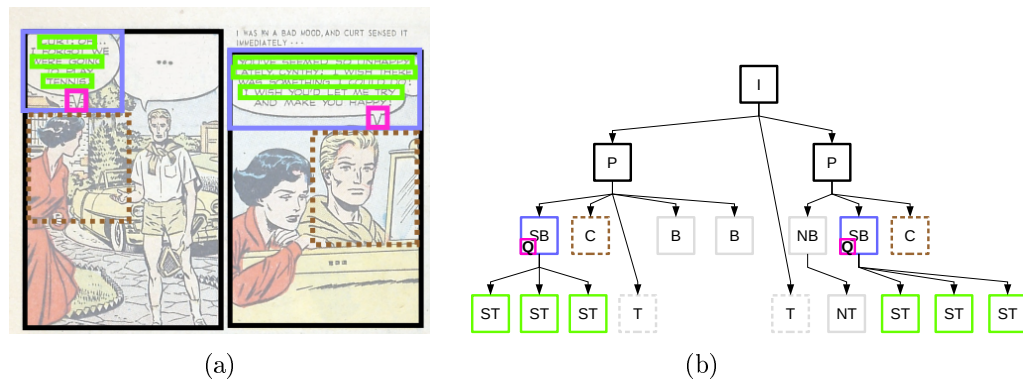 I WAS IN A BAD MOOD, AND CURT SENSED IT
IMMEDIATELY ---
CURT! OH...
I FORGOT WE
WERE GOING
TO PLAY
TENNIS!
YOU'VE SEEMED SO UNHAPPY
LATELY, CYNTHY! I WISH THERE
WAS SOMETHING I COULD DO!
I WISH YOU'D LET ME TRY
AND MAKE YOU HAPPY!
I
P
P
SB
Q
C
B
B
NB
SB
Q
C
ST
ST
ST
T
T
NT
ST
ST
ST
(a)
(b)